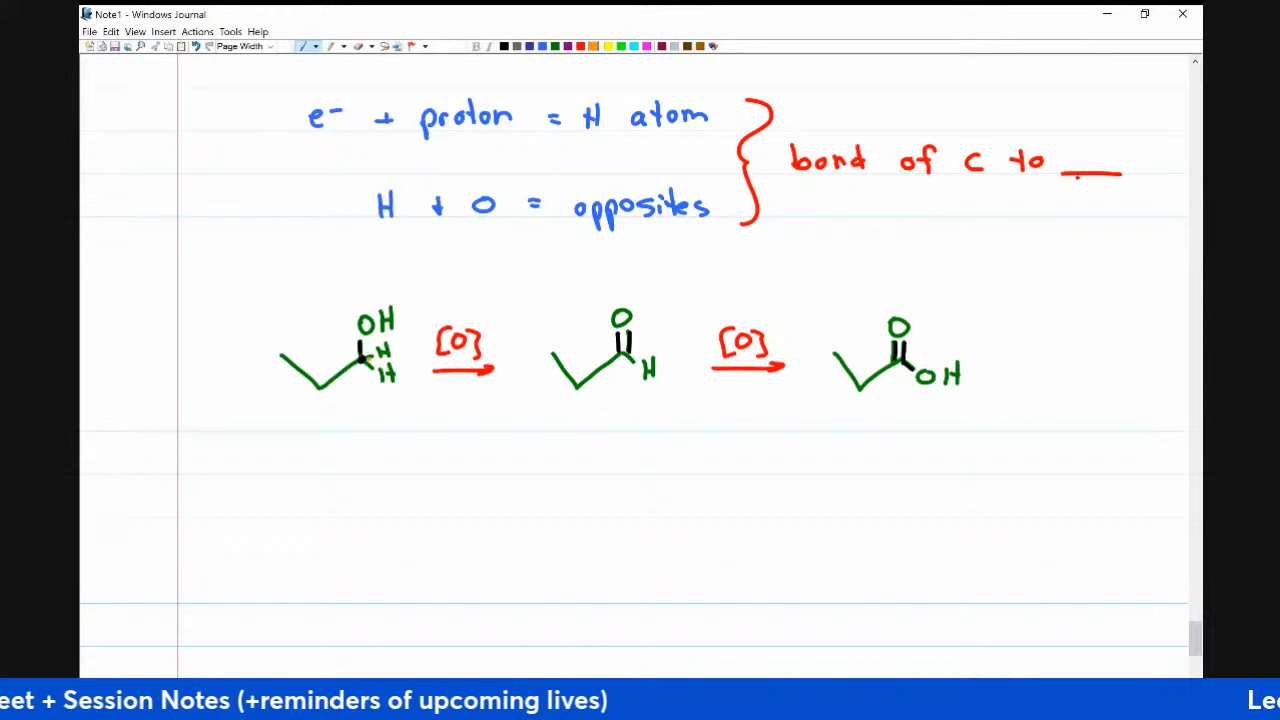 Note1 - Windows Journal
File Edit View Insert Actions Tools Help
Page Width
B I
e- + proton = H atom
bond of C to ___
H + O = opposites
OH
H
H
[O]
O
H
[O]
O
OH
eet + Session Notes (+reminders of upcoming lives)
Lec